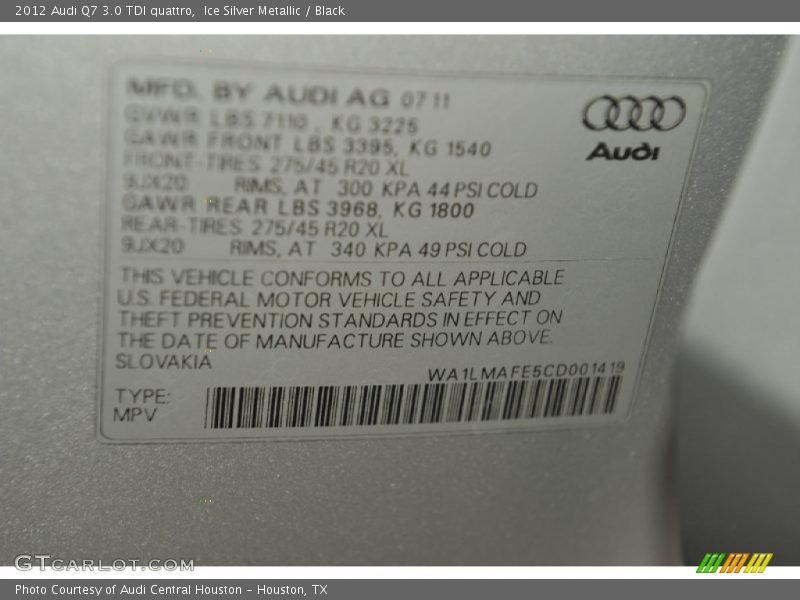 2012 Audi Q7 3.0 TDI quattro,  Ice Silver Metallic / Black
MFD. BY AUDI AG 07 11
GVWR LBS 7110 , KG 3225
GAWR FRONT LBS 3395, KG 1540
FRONT-TIRES 275/45 R20 XL
9JX20 RIMS, AT 300 KPA 44 PSI COLD
GAWR REAR LBS 3968, KG 1800
REAR-TIRES 275/45 R20 XL
9JX20 RIMS, AT 340 KPA 49 PSI COLD
Audi
THIS VEHICLE CONFORMS TO ALL APPLICABLE
U.S. FEDERAL MOTOR VEHICLE SAFETY AND
THEFT PREVENTION STANDARDS IN EFFECT ON
THE DATE OF MANUFACTURE SHOWN ABOVE.
SLOVAKIA
WA1LMAFE5CD001419
TYPE:
MPV
GTcarlot.com
Photo Courtesy of Audi Central Houston - Houston, TX